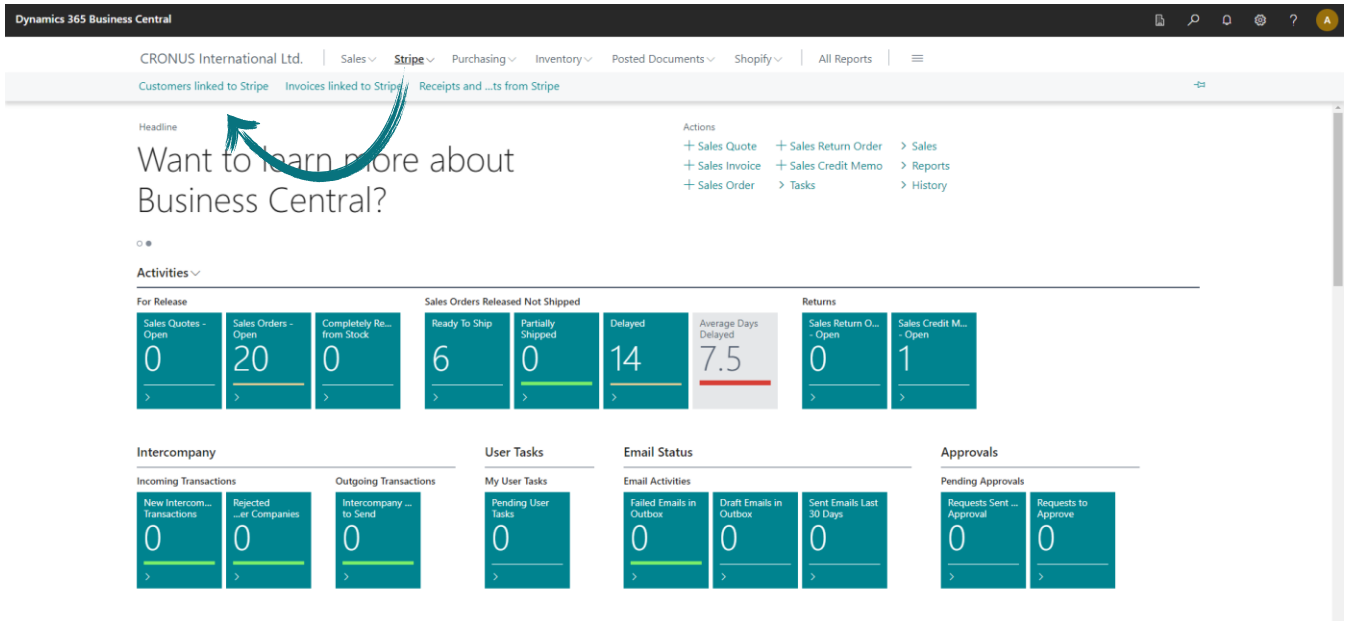 Dynamics 365 Business Central
? A
CRONUS International Ltd. Sales Stripe Purchasing Inventory Posted Documents Shopify All Reports
Customers linked to Stripe Invoices linked to Stripe Receipts and ...ts from Stripe
Headline
Want to learn more about
Business Central?
Actions
+ Sales Quote + Sales Return Order > Sales
+ Sales Invoice + Sales Credit Memo > Reports
+ Sales Order > Tasks > History
Activities
For Release
Sales Quotes -
Open
0
Sales Orders -
Open
20
Completely Re...
from Stock
0
Sales Orders Released Not Shipped
Ready To Ship
6
Partially
Shipped
0
Delayed
14
Average Days
Delayed
7.5
Returns
Sales Return O...
- Open
0
Sales Credit M...
- Open
1
Intercompany
Incoming Transactions
New Intercom...
Transactions
0
Rejected
...er Companies
0
Outgoing Transactions
Intercompany ...
to Send
0
User Tasks
My User Tasks
Pending User
Tasks
0
Email Status
Email Activities
Failed Emails in
Outbox
0
Draft Emails in
Outbox
0
Sent Emails Last
30 Days
0
Approvals
Pending Approvals
Requests Sent ...
Approval
0
Requests to
Approve
0